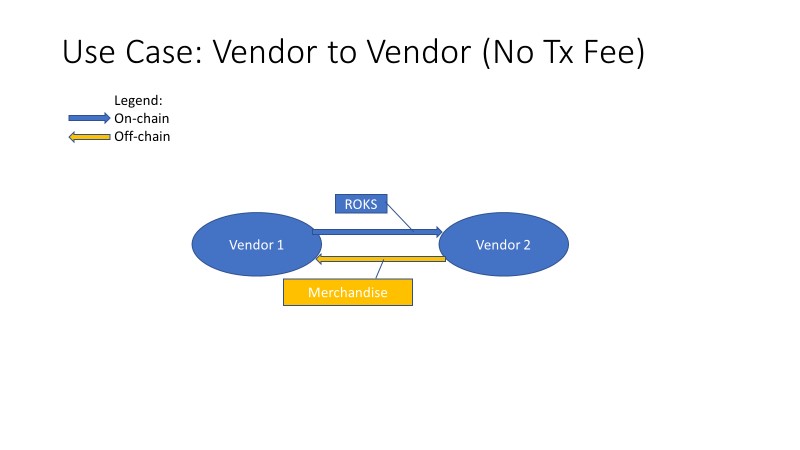 Use Case: Vendor to Vendor (No Tx Fee)
Legend:
On-chain
Off-chain
ROKS
Vendor 1
Vendor 2
Merchandise